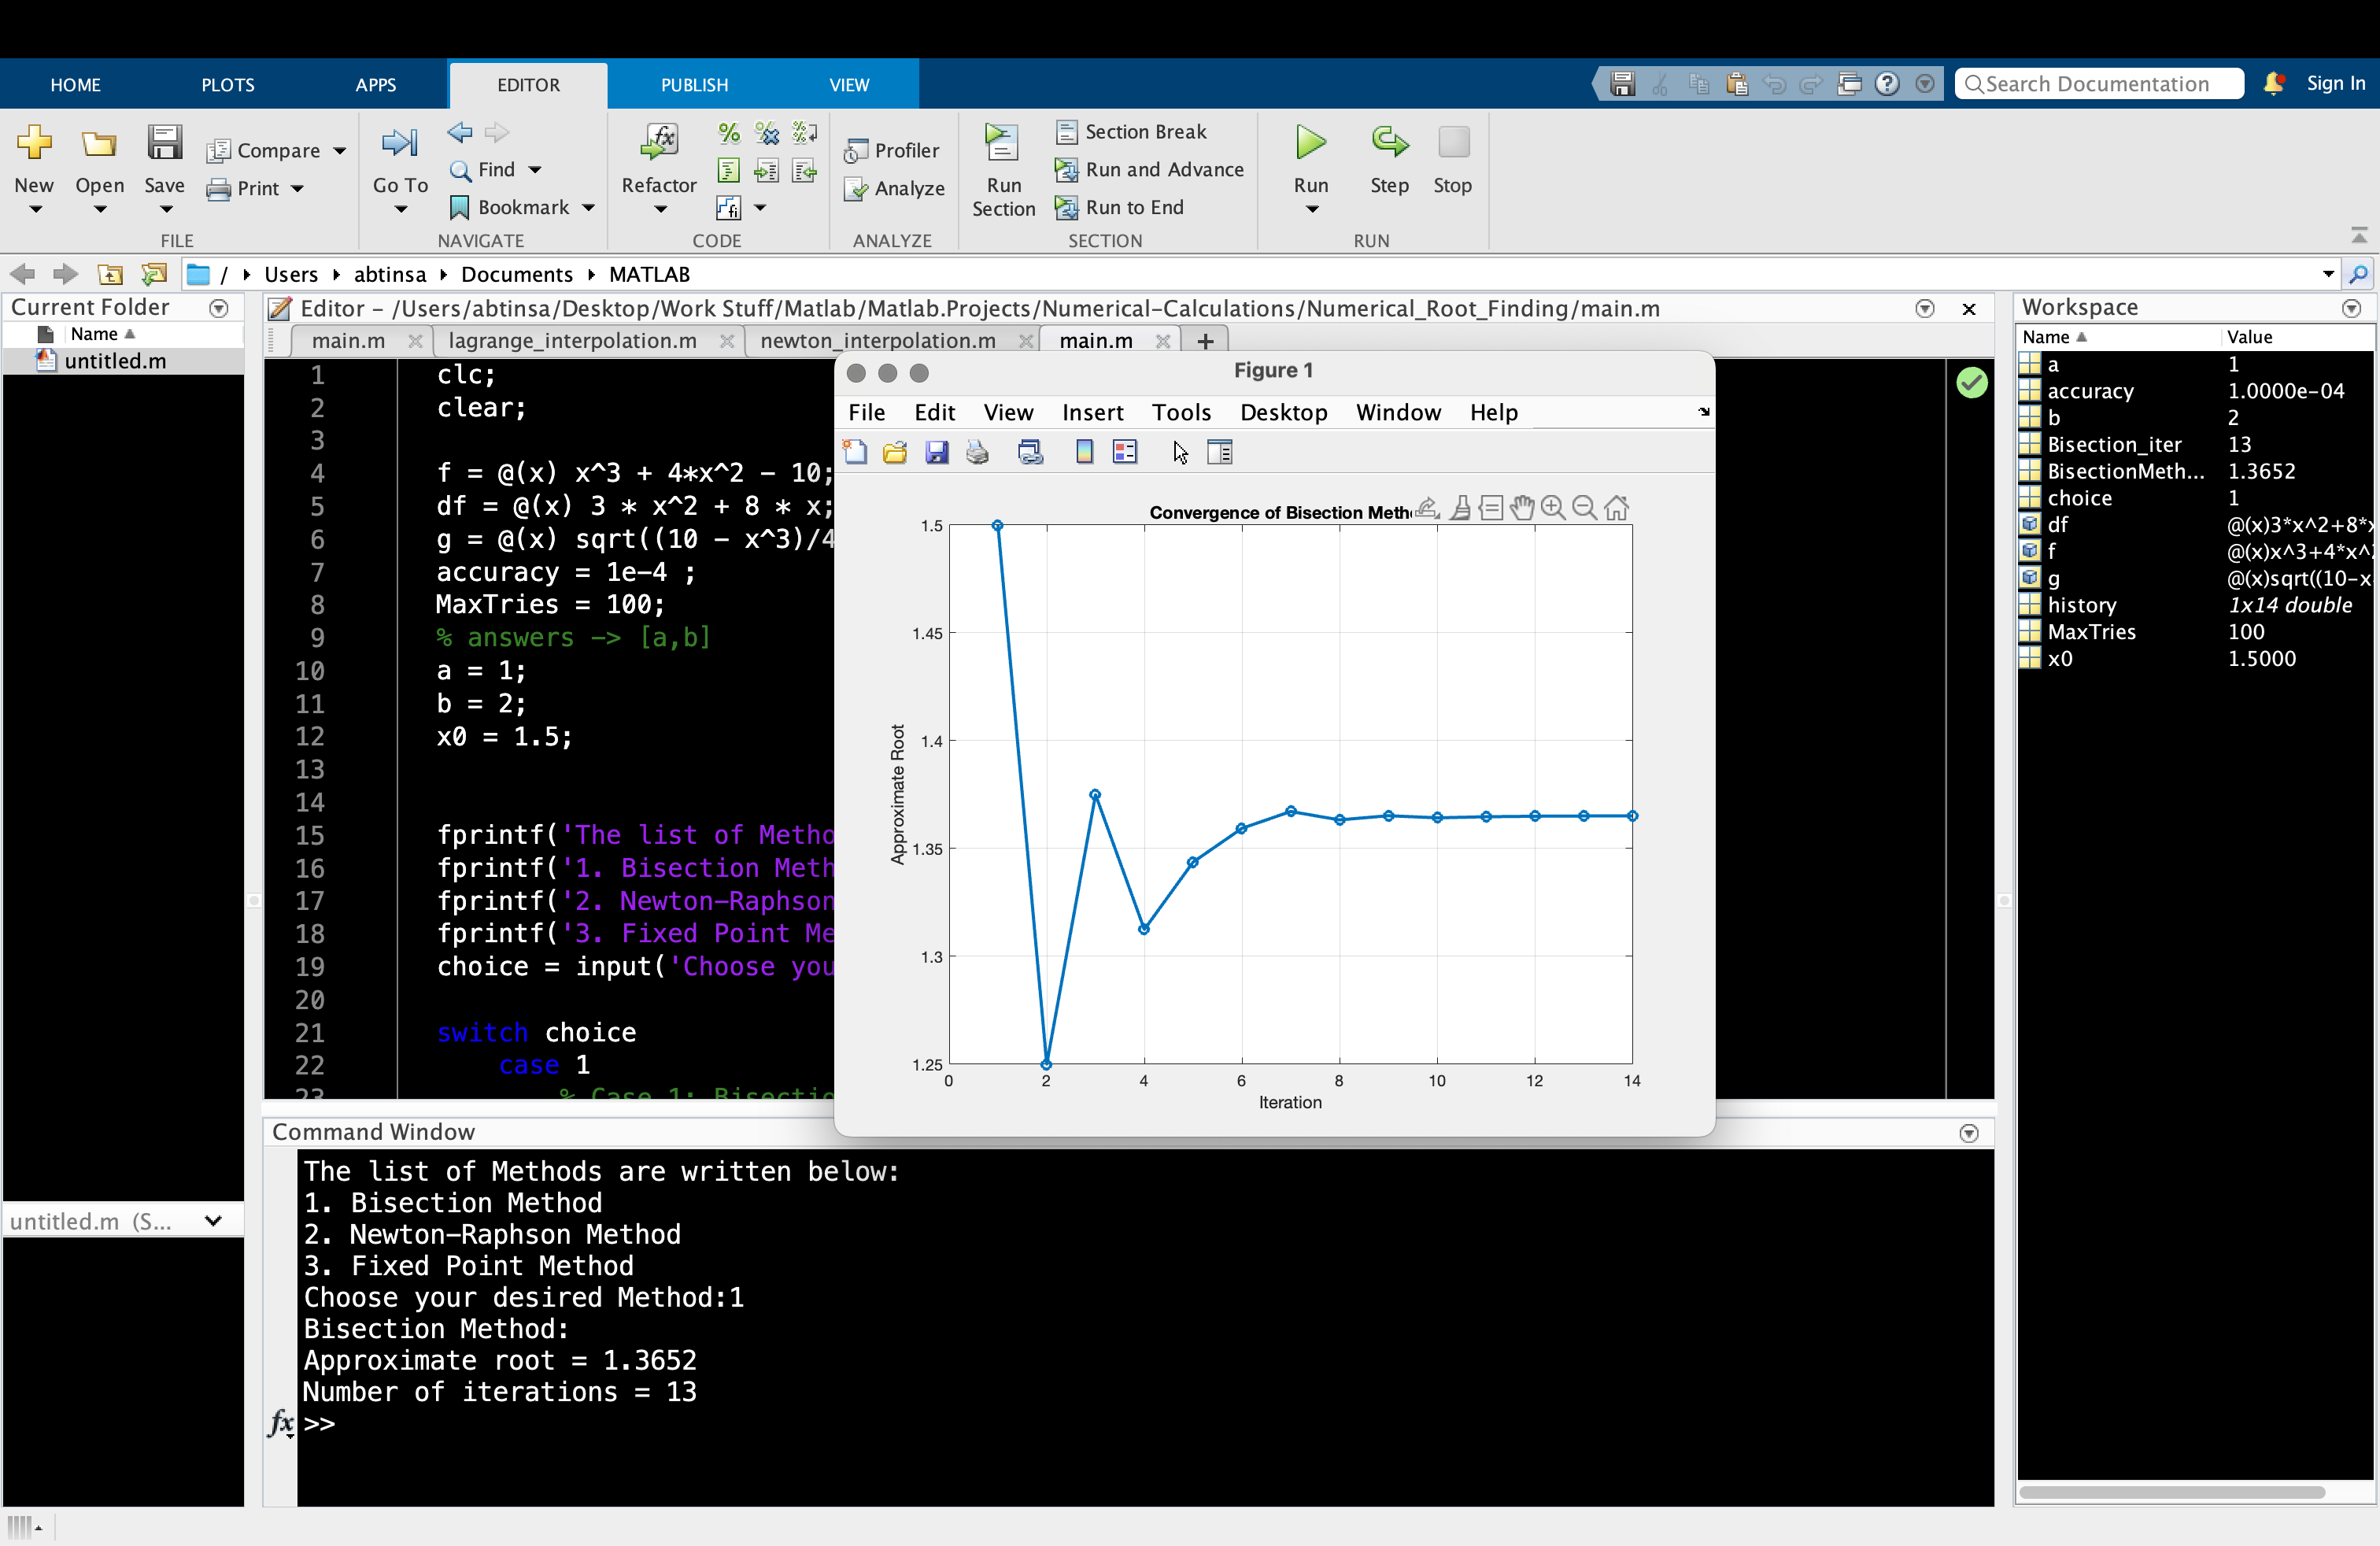 HOME PLOTS APPS EDITOR PUBLISH VIEW Search Documentation Sign In
New Open Save Compare Print
FILE
Go To Find Bookmark
NAVIGATE
Refactor
CODE
Profiler
Analyze
ANALYZE
Run Section
Section Break
Run and Advance
Run to End
SECTION
Run Step Stop
RUN
/ Users abtinsa Documents MATLAB
Current Folder
Name
untitled.m
untitled.m (S...
Editor - /Users/abtinsa/Desktop/Work Stuff/Matlab/Matlab.Projects/Numerical-Calculations/Numerical_Root_Finding/main.m
main.m lagrange_interpolation.m newton_interpolation.m main.m +
1 clc;
2 clear;
3
4 f = @(x) x^3 + 4*x^2 - 10;
5 df = @(x) 3 * x^2 + 8 * x;
6 g = @(x) sqrt((10 - x^3)/4
7 accuracy = 1e-4 ;
8 MaxTries = 100;
9 % answers -> [a,b]
10 a = 1;
11 b = 2;
12 x0 = 1.5;
13
14
15 fprintf('The list of Metho
16 fprintf('1. Bisection Meth
17 fprintf('2. Newton-Raphson
18 fprintf('3. Fixed Point Me
19 choice = input('Choose you
20
21 switch choice
22 case 1
23 % Case 1: Bisectio
Figure 1
File Edit View Insert Tools Desktop Window Help
Convergence of Bisection Meth
1.5
1.45
1.4
1.35
1.3
1.25
Approximate Root
0 2 4 6 8 10 12 14
Iteration
Command Window
The list of Methods are written below:
1. Bisection Method
2. Newton-Raphson Method
3. Fixed Point Method
Choose your desired Method:1
Bisection Method:
Approximate root = 1.3652
Number of iterations = 13
fx >>
Workspace
Name Value
a 1
accuracy 1.0000e-04
b 2
Bisection_iter 13
BisectionMeth... 1.3652
choice 1
df @(x)3*x^2+8*x
f @(x)x^3+4*x^2
g @(x)sqrt((10-x
history 1x14 double
MaxTries 100
x0 1.5000